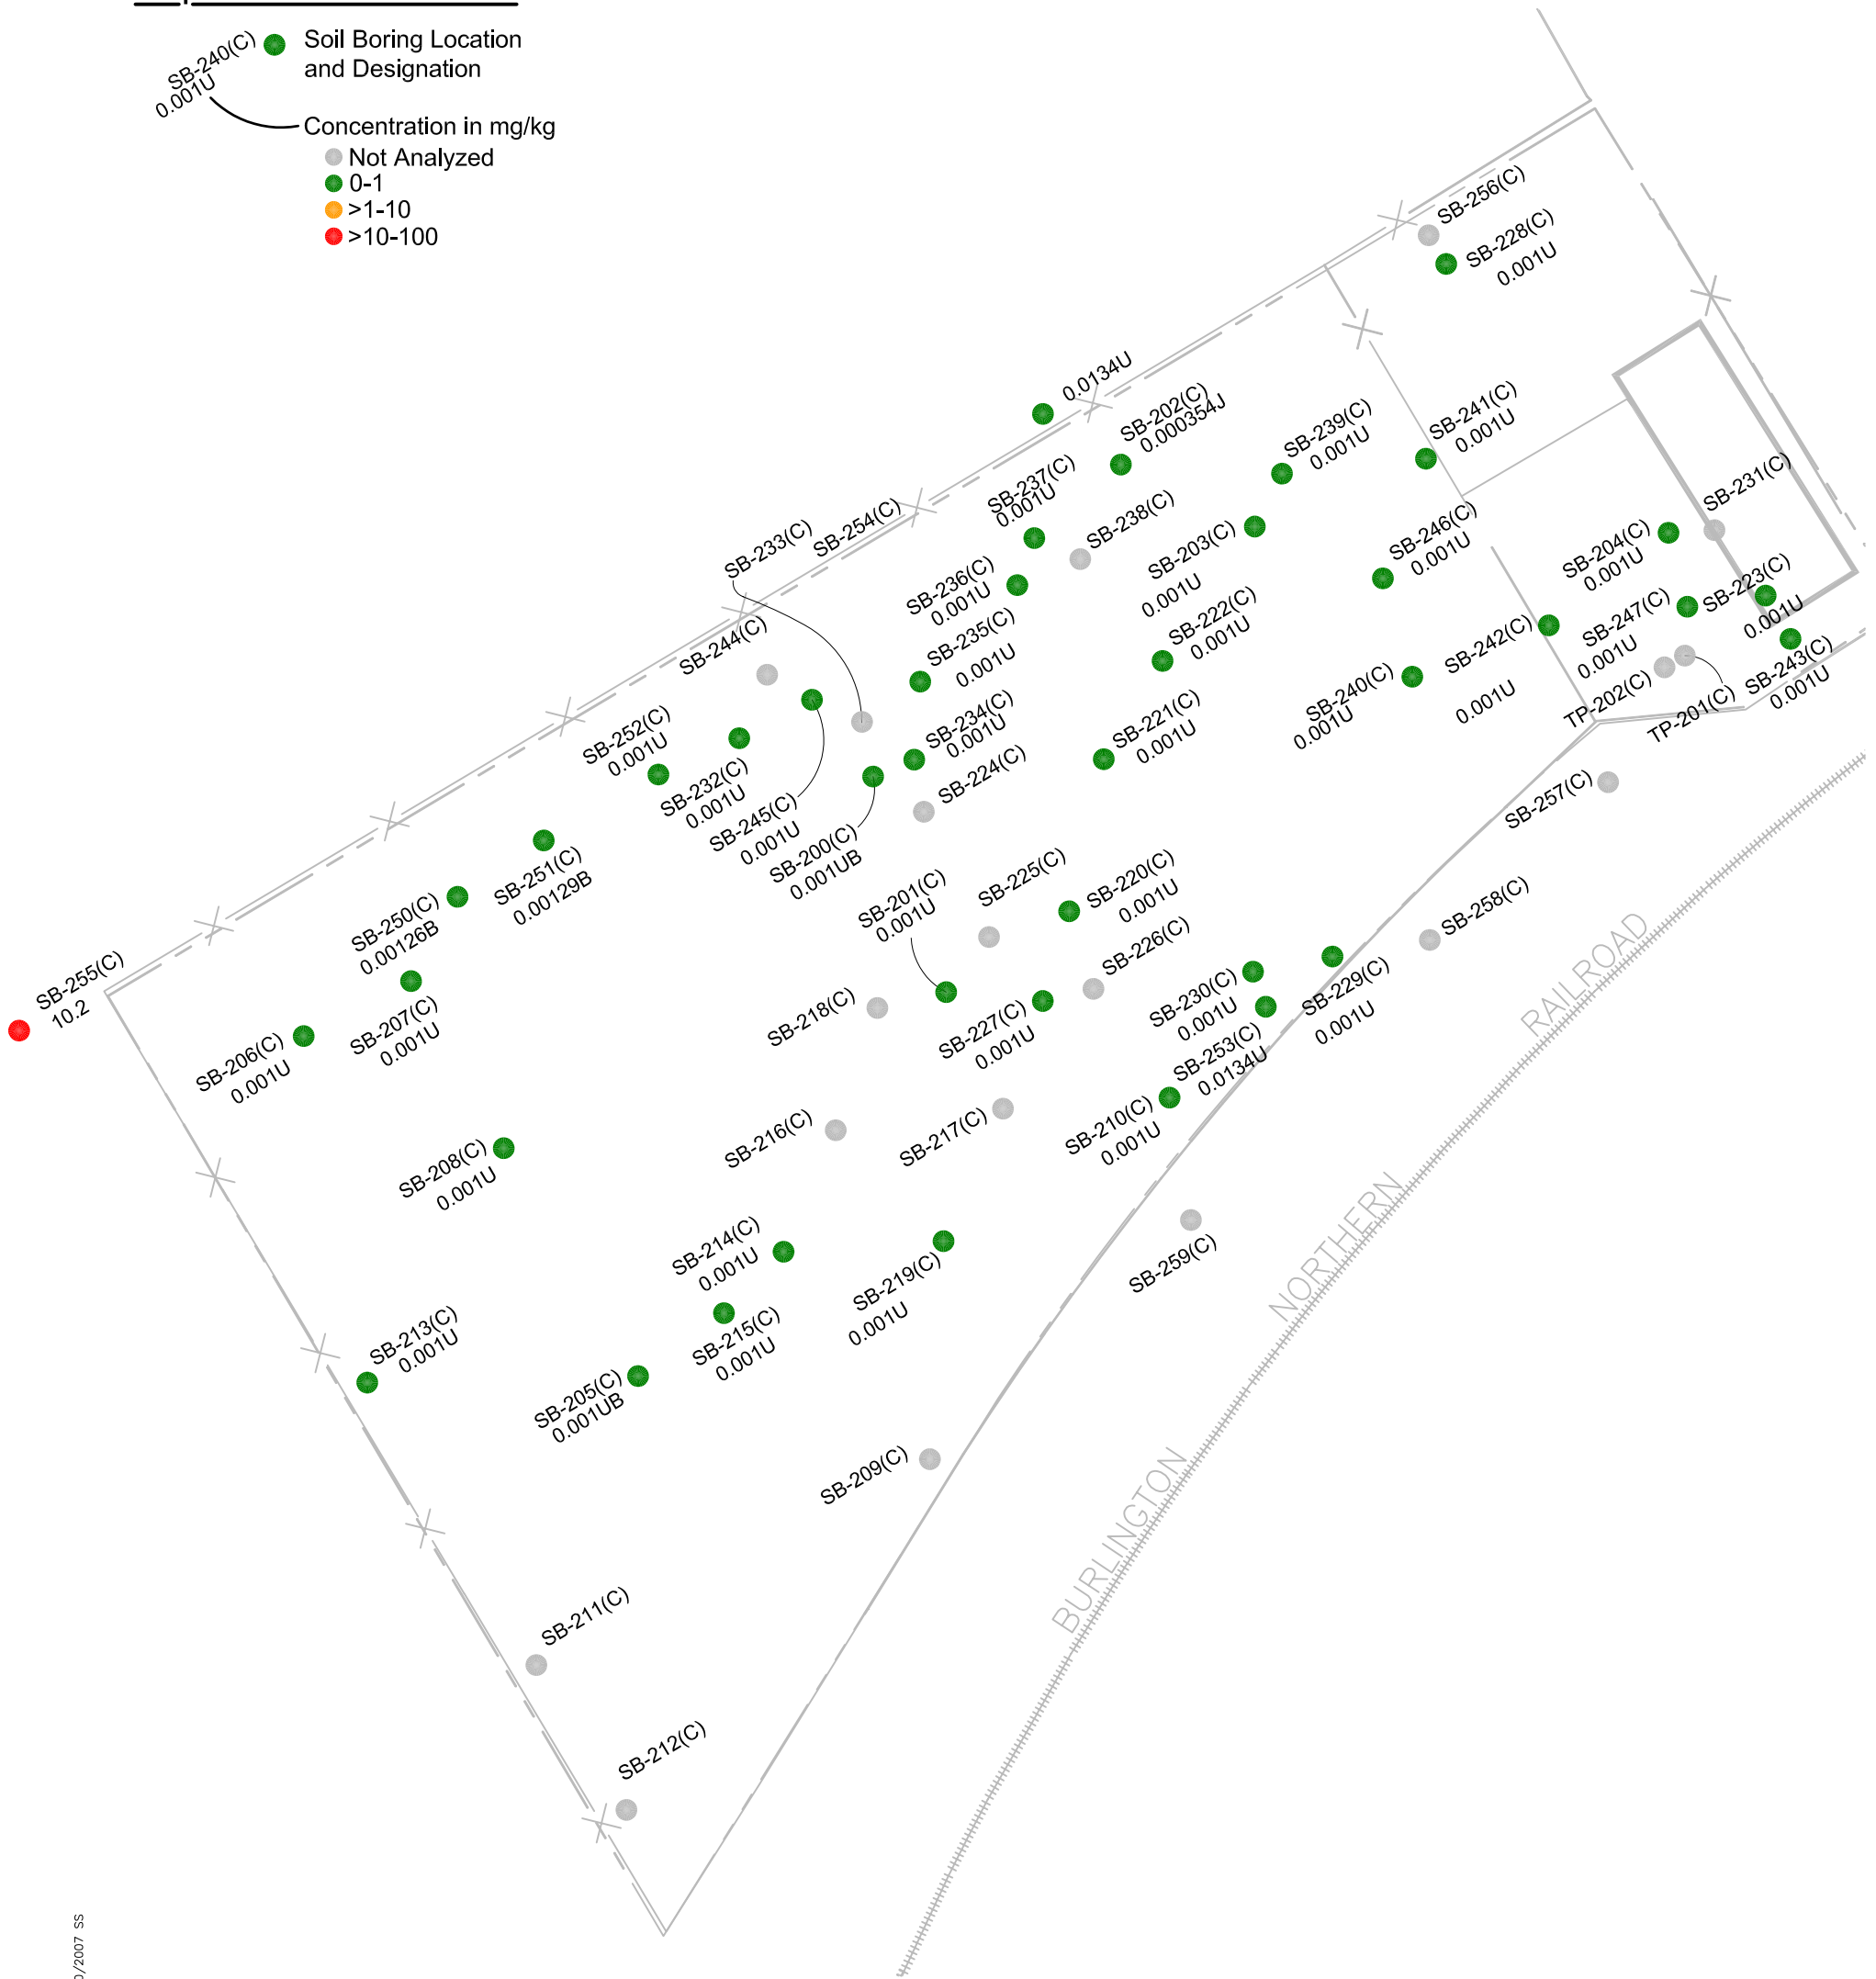 SB-240(C)
0.001U
Soil Boring Location
and Designation
Concentration in mg/kg
Not Analyzed
0-1
>1-10
>10-100
SB-256(C)
SB-228(C)
0.001U
0.0134U
SB-202(C)
0.000354J
SB-239(C)
0.001U
SB-241(C)
0.001U
SB-237(C)
0.001U
SB-238(C)
SB-231(C)
SB-233(C)
SB-254(C)
SB-203(C)
0.001U
SB-246(C)
0.001U
SB-204(C)
0.001U
SB-236(C)
0.001U
SB-223(C)
0.001U
SB-222(C)
0.001U
SB-247(C)
0.001U
SB-235(C)
0.001U
SB-244(C)
SB-242(C)
0.001U
SB-240(C)
0.001U
SB-243(C)
0.001U
TP-202(C)
TP-201(C)
SB-252(C)
0.001U
SB-234(C)
0.001U
SB-221(C)
0.001U
SB-232(C)
0.001U
SB-224(C)
SB-257(C)
SB-245(C)
0.001U
SB-200(C)
0.001UB
SB-251(C)
0.00129B
SB-225(C)
SB-220(C)
0.001U
SB-201(C)
0.001U
SB-258(C)
SB-250(C)
0.00126B
SB-226(C)
RAILROAD
SB-255(C)
10.2
SB-230(C)
0.001U
SB-229(C)
0.001U
SB-218(C)
SB-207(C)
0.001U
SB-227(C)
0.001U
SB-206(C)
0.001U
SB-253(C)
0.0134U
SB-210(C)
0.001U
SB-216(C)
SB-217(C)
SB-208(C)
0.001U
NORTHERN
SB-214(C)
0.001U
SB-219(C)
0.001U
SB-259(C)
SB-213(C)
0.001U
SB-215(C)
0.001U
SB-205(C)
0.001UB
SB-209(C)
BURLINGTON
SB-211(C)
SB-212(C)
0/2007 SS